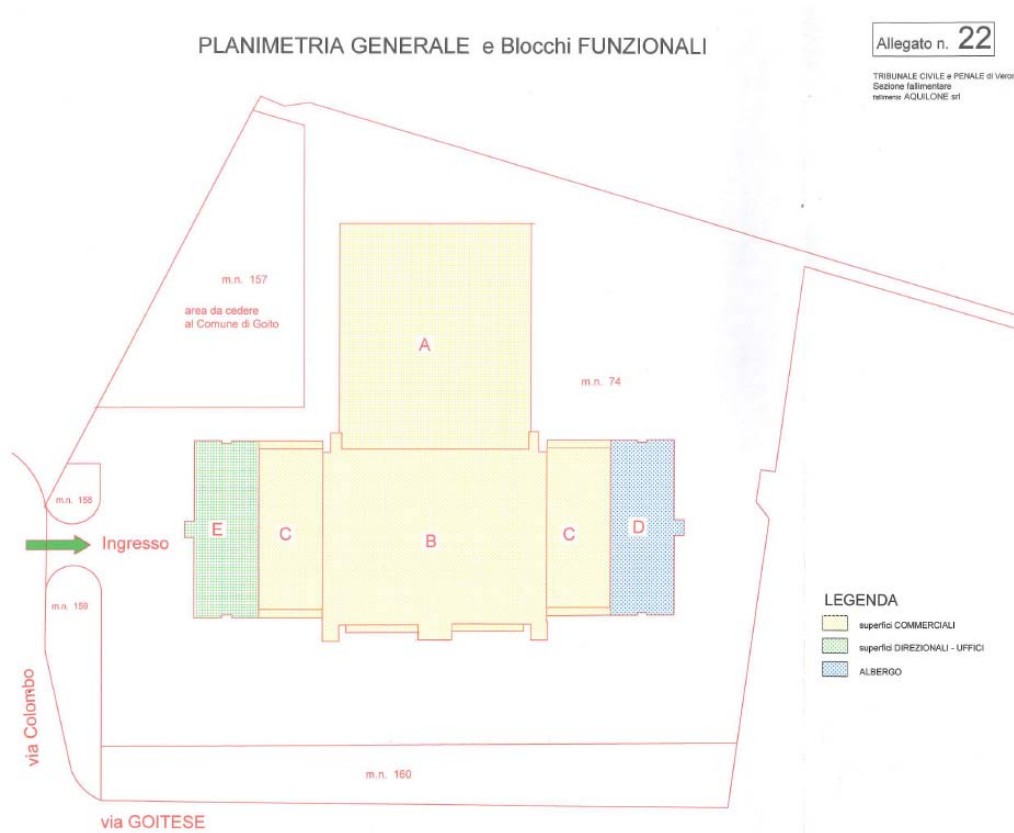 PLANIMETRIA GENERALE e Blocchi FUNZIONALI
Allegato n. 22
TRIBUNALE CIVILE e PENALE di Veron
Sezione fallimentare
fallimento AQUILONE srl
m.n. 157
area da cedere
al Comune di Goito
A
m.n. 74
m.n. 158
E
C
B
C
D
Ingresso
m.n. 159
LEGENDA
superfici COMMERCIALI
superfici DIREZIONALI - UFFICI
ALBERGO
via Colombo
m.n. 160
via GOITESE